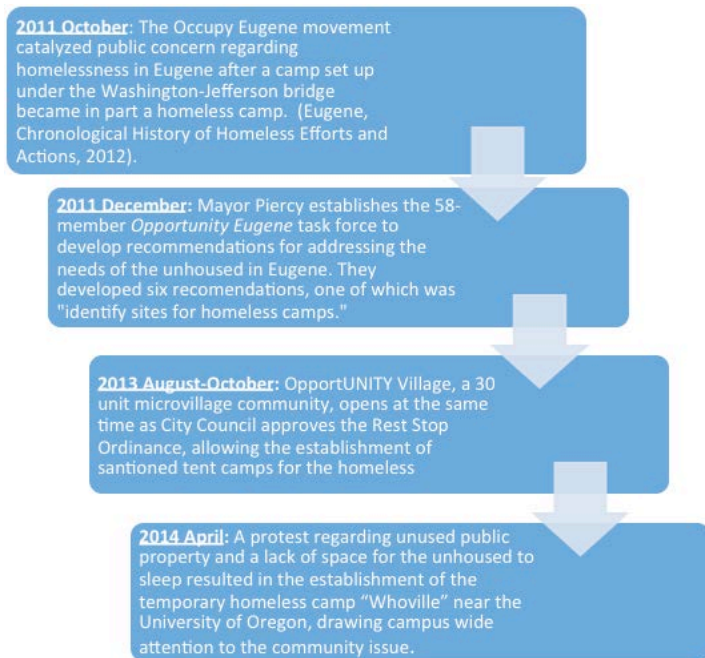 2011 October: The Occupy Eugene movement
catalyzed public concern regarding
homelessness in Eugene after a camp set up
under the Washington-Jefferson bridge
became in part a homeless camp.  (Eugene,
Chronological History of Homeless Efforts and
Actions, 2012).
2011 December: Mayor Piercy establishes the 58-
member Opportunity Eugene task force to
develop recommendations for addressing the
needs of the unhoused in Eugene. They
developed six recomendations, one of which was
"identify sites for homeless camps."
2013 August-October: OpportUNITY Village, a 30
unit microvillage community, opens at the same
time as City Council approves the Rest Stop
Ordinance, allowing the establishment of
santioned tent camps for the homeless
2014 April: A protest regarding unused public
property and a lack of space for the unhoused to
sleep resulted in the establishment of the
temporary homeless camp “Whoville” near the
University of Oregon, drawing campus wide
attention to the community issue.